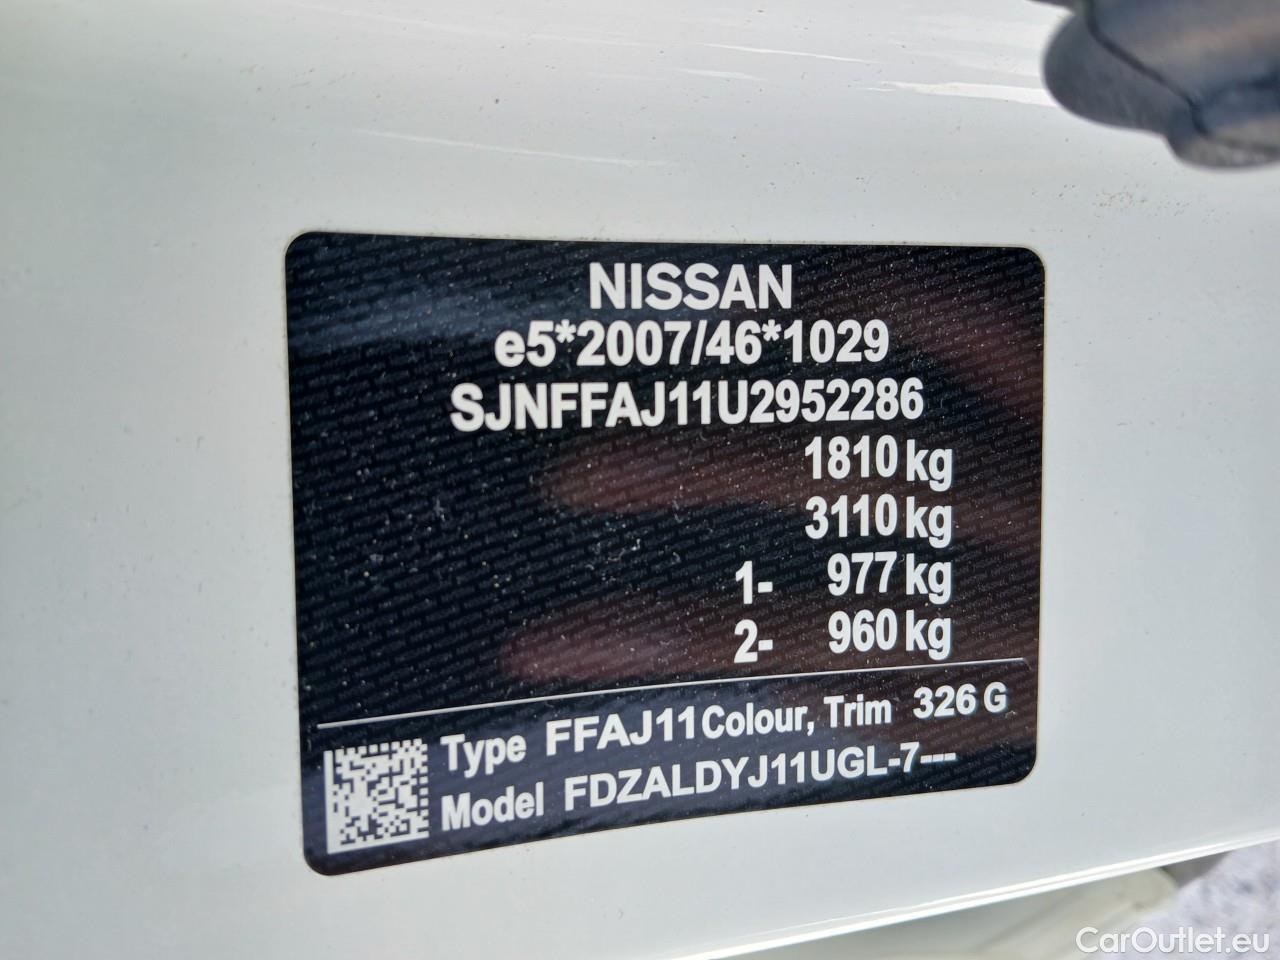 NISSAN
e5*2007/46*1029
SJNFFAJ11U2952286
1810 kg
3110 kg
1- 977 kg
2- 960 kg
Type FFAJ11 Colour, Trim 326 G
Model FDZALDYJ11UGL-7---
CarOutlet.eu